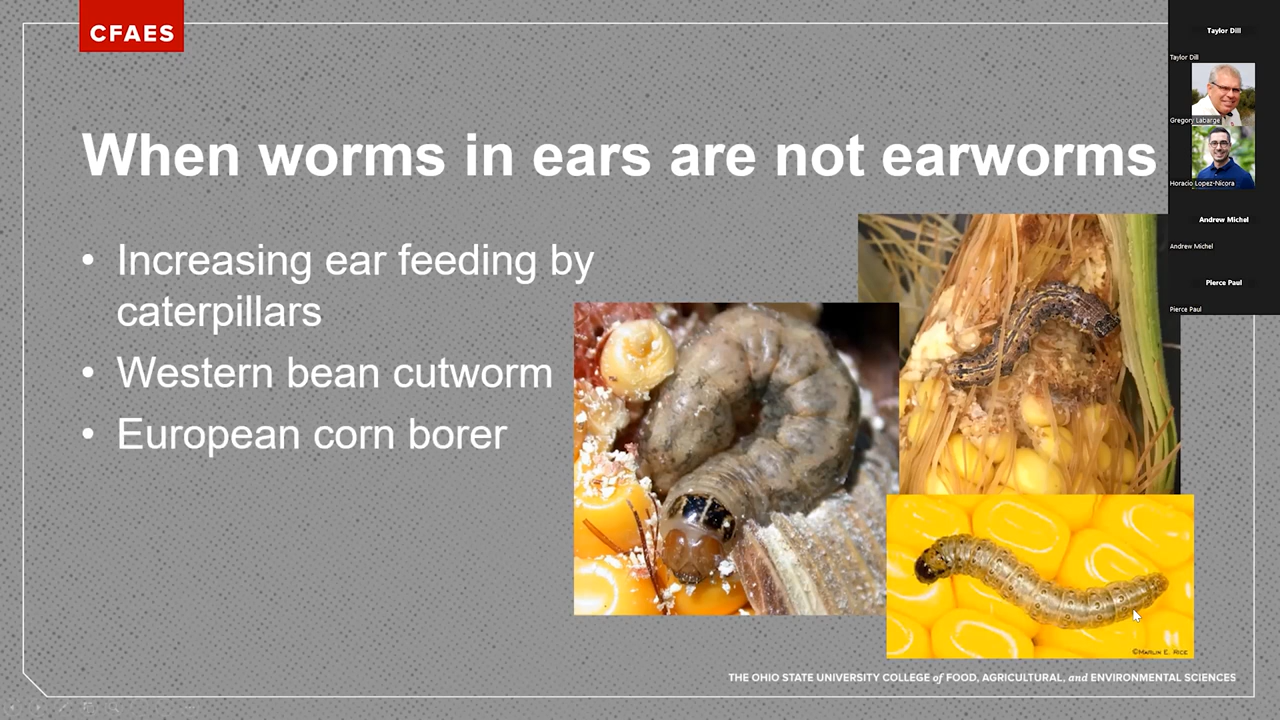 CFAES
When worms in ears are not earworms
• Increasing ear feeding by
caterpillars
• Western bean cutworm
• European corn borer
©MARLIN E. RICE
THE OHIO STATE UNIVERSITY COLLEGE of FOOD, AGRICULTURAL, and ENVIRONMENTAL SCIENCES
Taylor Dill
Taylor Dill
Gregory Labarge
Horacio Lopez-Nicora
Andrew Michel
Andrew Michel
Pierce Paul
Pierce Paul